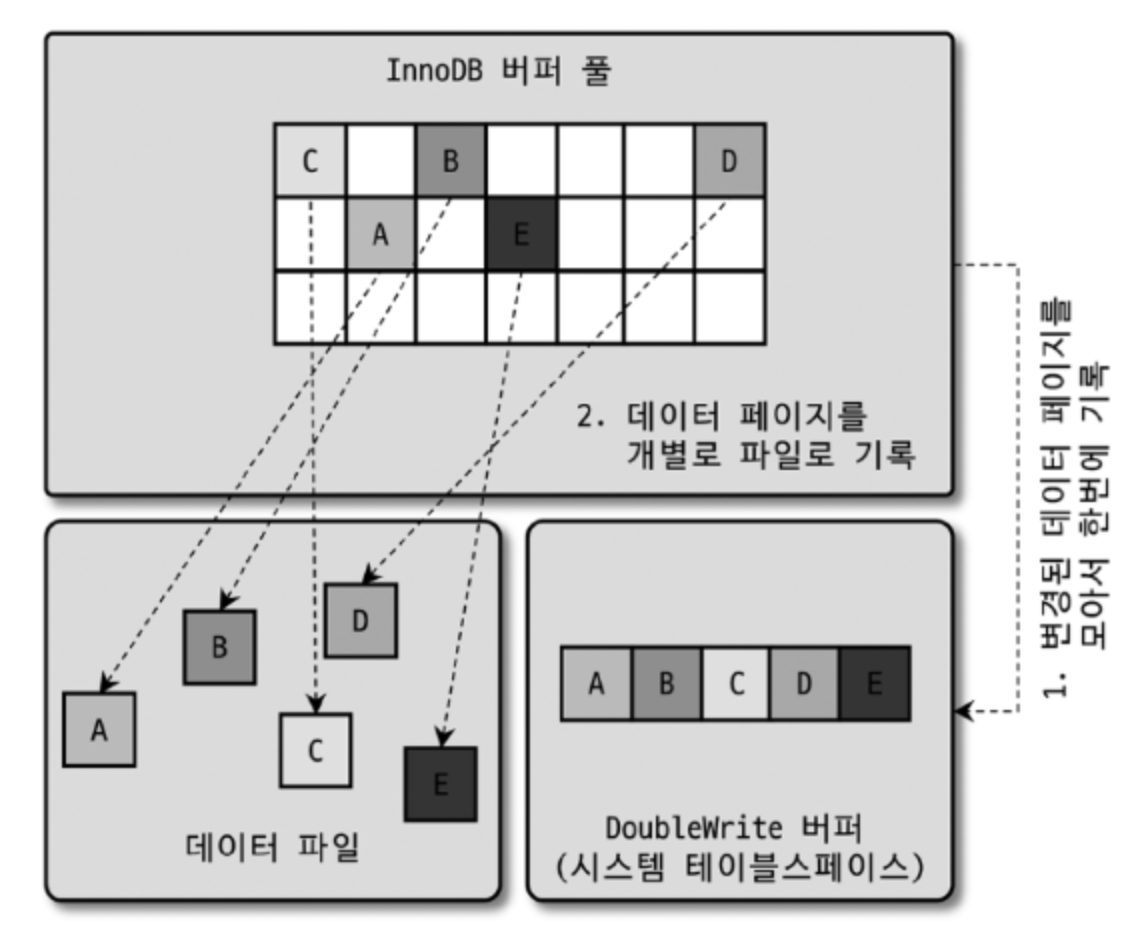 InnoDB 버퍼 풀
C
B
D
A
E
2. 데이터 페이지를
개별로 파일로 기록
1. 변경된 데이터 페이지를
모아서 한번에 기록
D
B
A
C
E
데이터 파일
A B C D E
DoubleWrite 버퍼
(시스템 테이블스페이스)